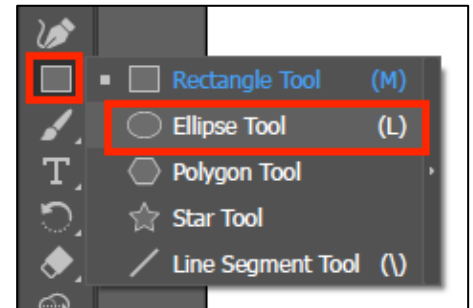 Rectangle Tool (M)
Ellipse Tool (L)
Polygon Tool
Star Tool
Line Segment Tool (\)